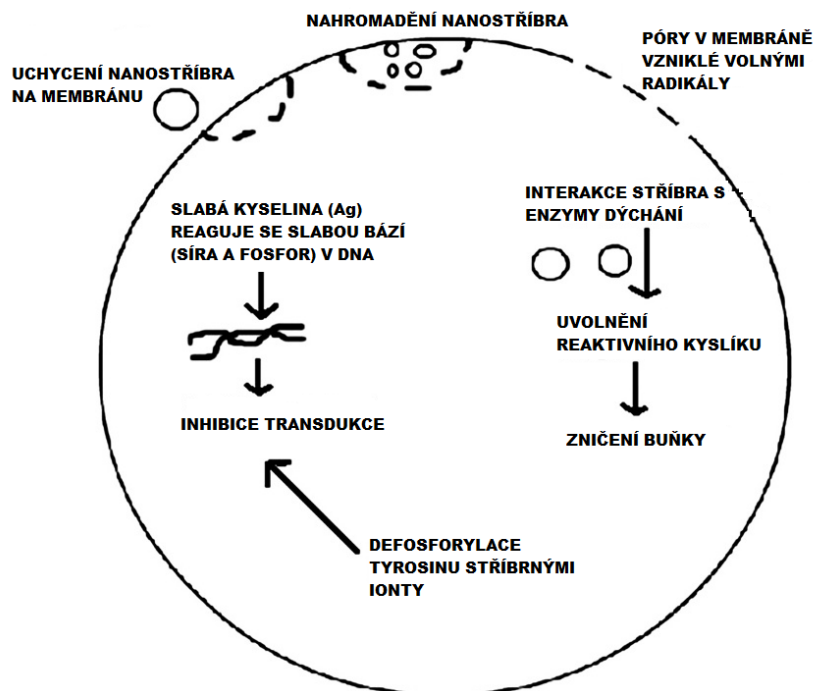 NAHROMADĚNÍ NANOSTŘÍBRA
UCHYCENÍ NANOSTŘÍBRA
NA MEMBRÁNU
PÓRY V MEMBRÁNĚ
VZNIKLÉ VOLNÝMI
RADIKÁLY
SLABÁ KYSELINA (Ag)
REAGUJE SE SLABOU BÁZÍ
(SÍRA A FOSFOR) V DNA
INHIBICE TRANSDUKCE
DEFOSFORYLACE
TYROSINU STŘÍBRNÝMI
IONTY
INTERAKCE STŘÍBRA S
ENZYMY DÝCHÁNÍ
UVOLNĚNÍ
REAKTIVNÍHO KYSLÍKU
ZNIČENÍ BUŇKY